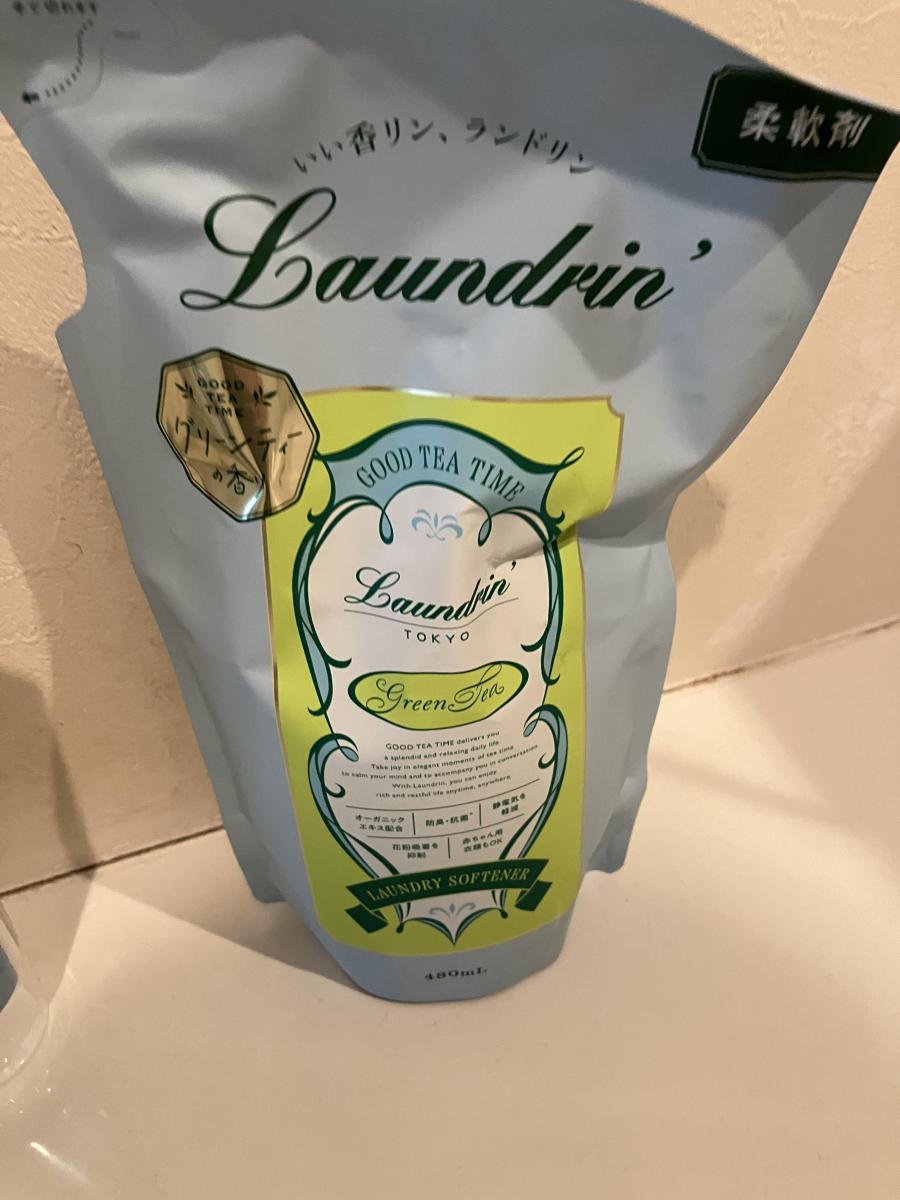 手で切れます
柔軟剤
いい香リン、ランドリン
Laundrin'
GOOD
TEA
TIME
グリーンティー
の香り
GOOD TEA TIME
Laundrin'
TOKYO
Green Tea
GOOD TEA TIME delivers you
a splendid and relaxing daily life
Take joy in elegant moments of tea time
to calm your mind and to accompany you in conversation
With Laundrin, you can enjoy
rich and restful life anytime, anywhere
オーガニック
エキス配合
防臭・抗菌*
静電気を
軽減
花粉吸着を
抑制
赤ちゃん用
衣類もOK
LAUNDRY SOFTENER
480mL